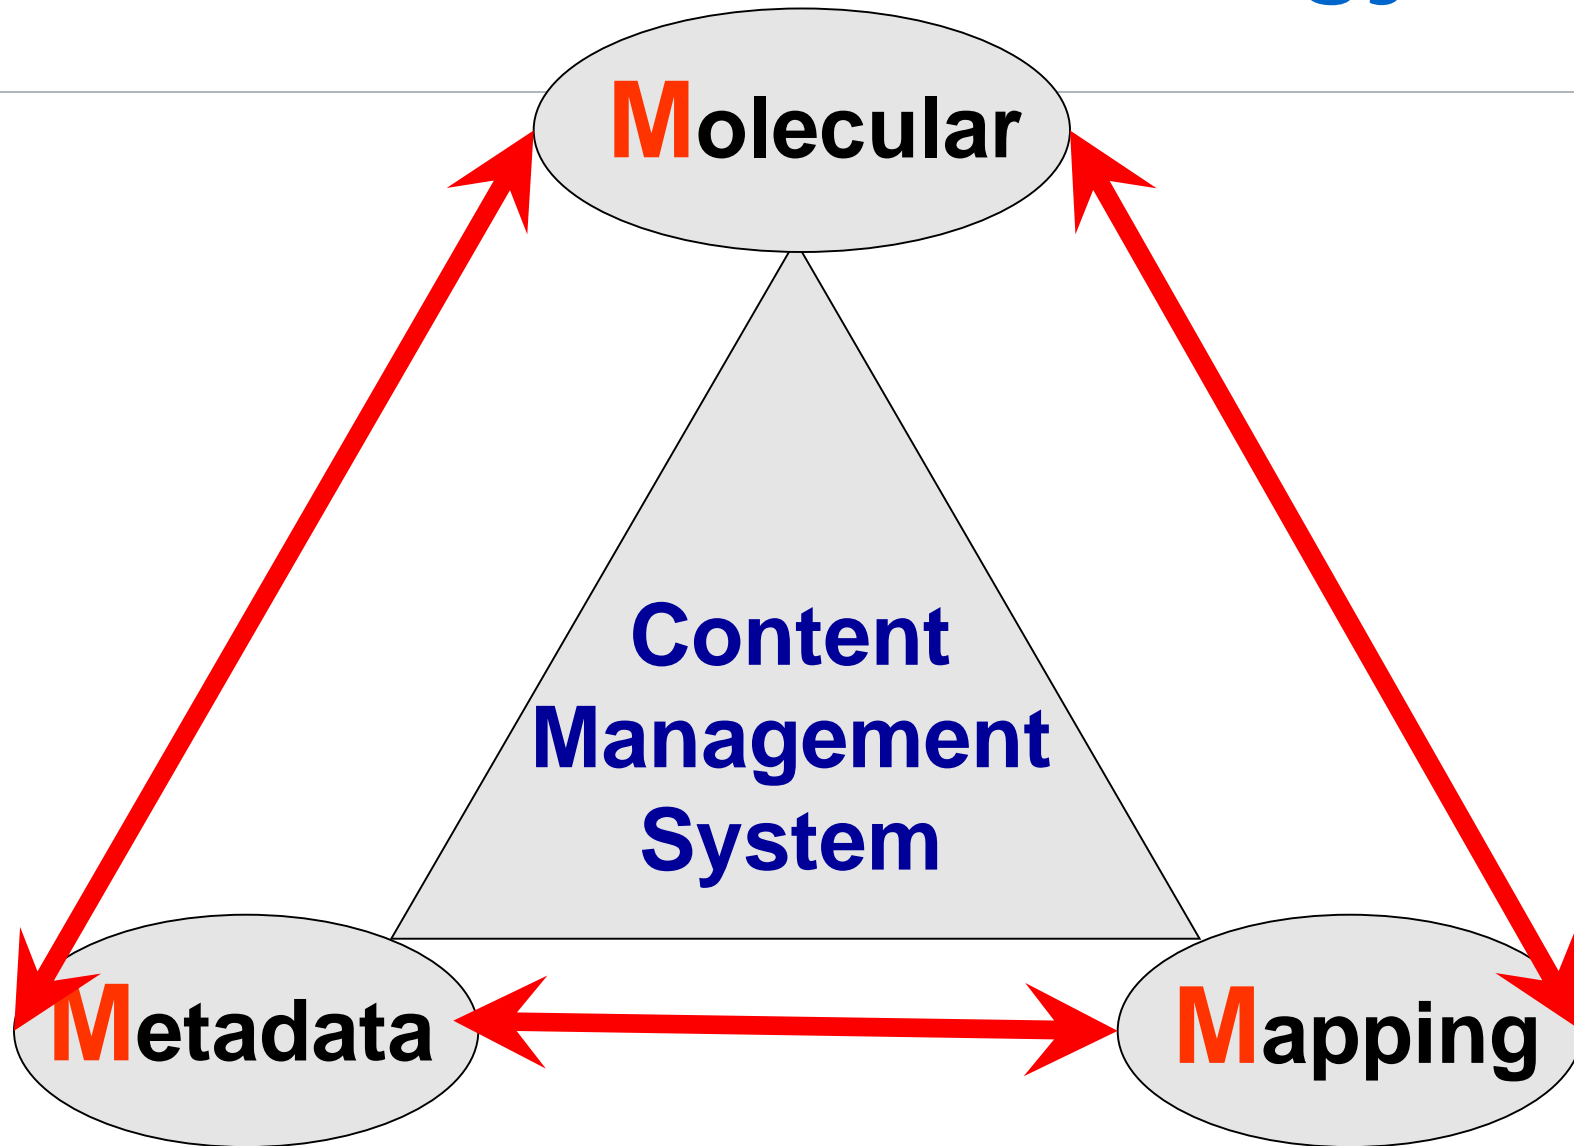 Molecular
Content
Management
System
Metadata
Mapping